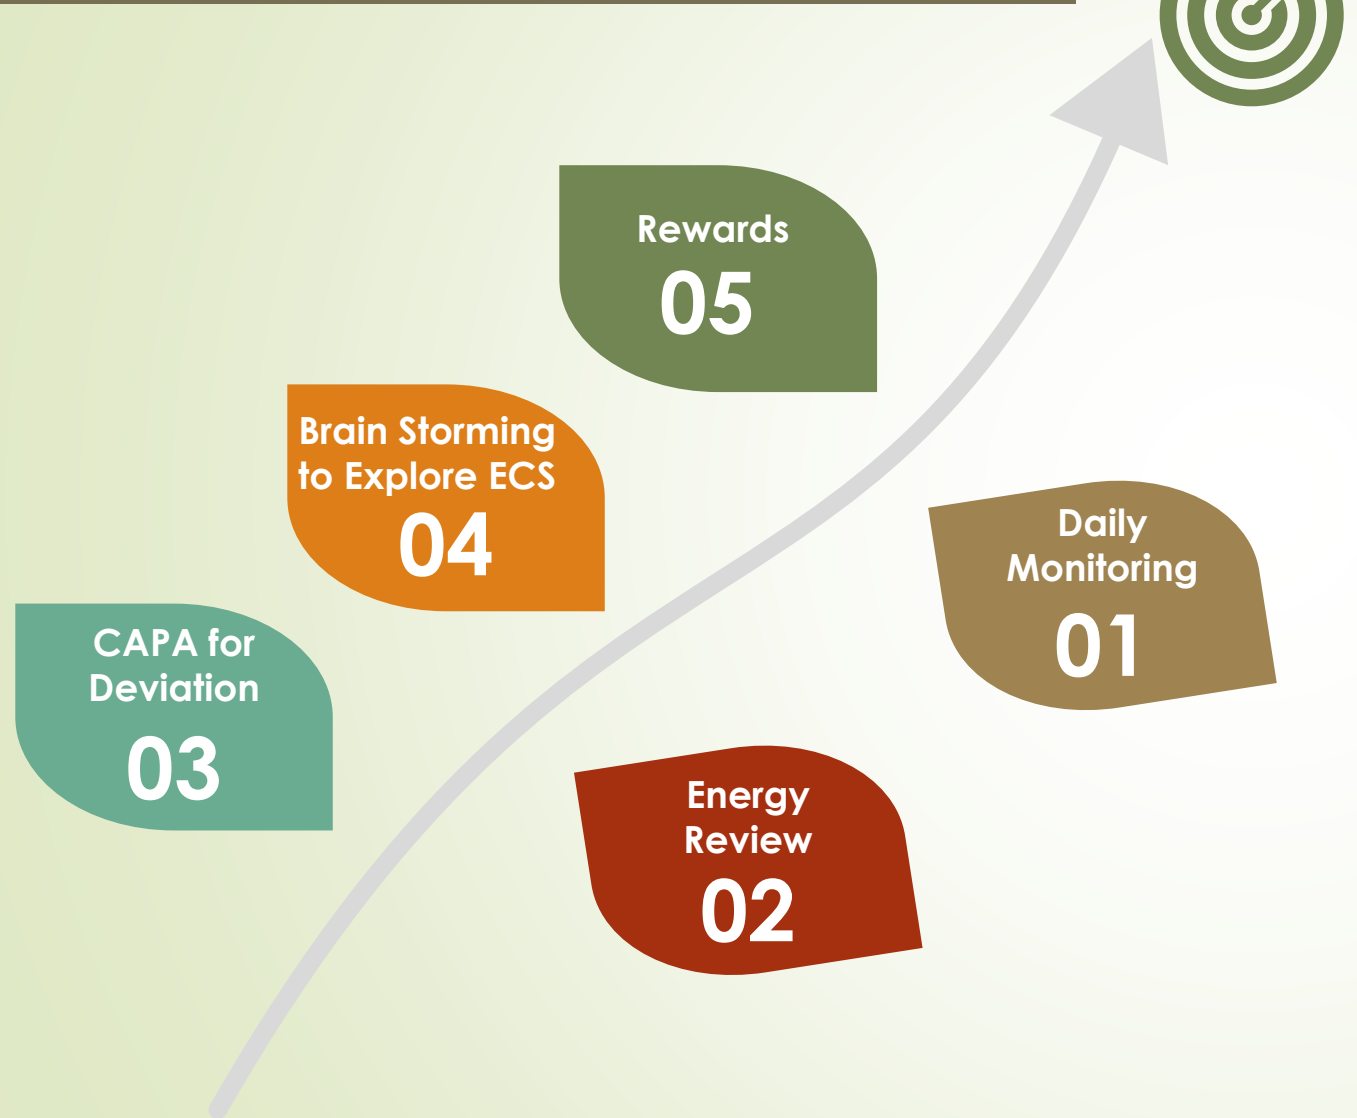 Rewards
05
Brain Storming
to Explore ECS
04
Daily
Monitoring
01
CAPA for
Deviation
03
Energy
Review
02